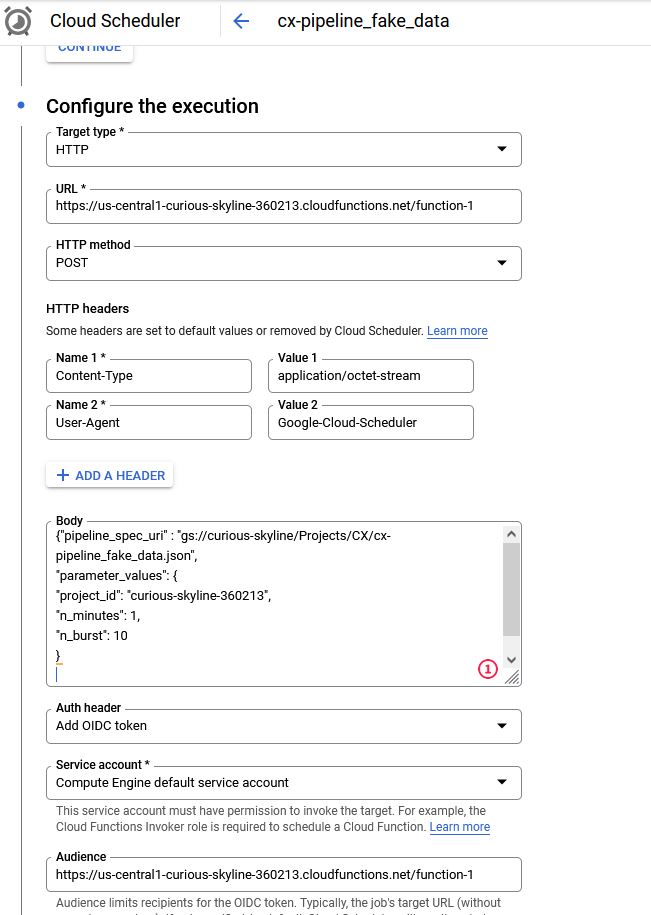 Cloud Scheduler
cx-pipeline_fake_data
CONTINUE
Configure the execution
Target type *
HTTP
URL *
https://us-central1-curious-skyline-360213.cloudfunctions.net/function-1
HTTP method
POST
HTTP headers
Some headers are set to default values or removed by Cloud Scheduler. Learn more
Name 1 * Value 1
Content-Type application/octet-stream
Name 2 * Value 2
User-Agent Google-Cloud-Scheduler
+ ADD A HEADER
Body
{"pipeline_spec_uri" : "gs://curious-skyline/Projects/CX/cx-
pipeline_fake_data.json",
"parameter_values": {
"project_id": "curious-skyline-360213",
"n_minutes": 1,
"n_burst": 10
}
1
Auth header
Add OIDC token
Service account *
Compute Engine default service account
This service account must have permission to invoke the target. For example, the
Cloud Functions Invoker role is required to schedule a Cloud Function. Learn more
Audience
https://us-central1-curious-skyline-360213.cloudfunctions.net/function-1
Audience limits recipients for the OIDC token. Typically, the job's target URL (without